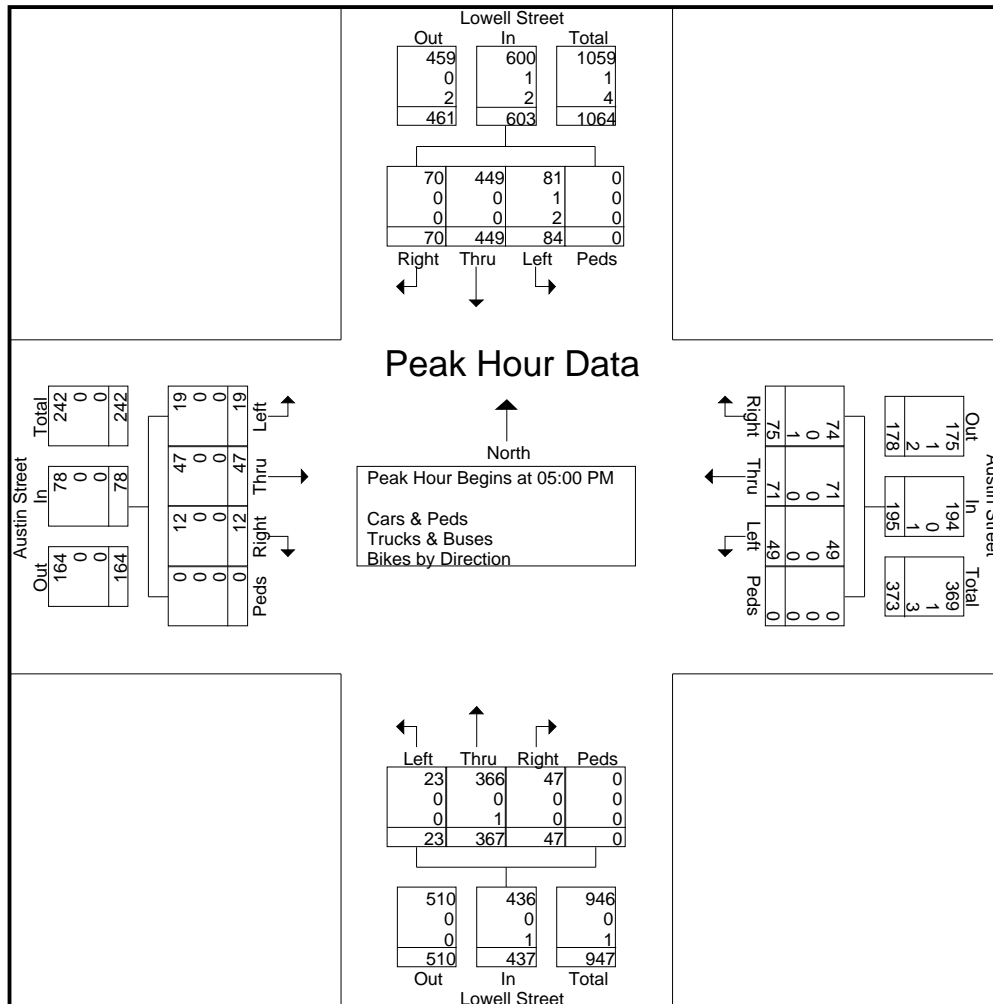 Lowell Street
Out In Total
459 600 1059
0 1 1
2 2 4
461 603 1064
70 449 81 0
0 0 1 0
0 0 2 0
70 449 84 0
Right Thru Left Peds
Peak Hour Data
North
Peak Hour Begins at 05:00 PM
Cars & Peds
Trucks & Buses
Bikes by Direction
Austin Street
Out In Total
164 78 242
0 0 0
0 0 0
164 78 242
12 47 19 0
Peds Right Thru Left
0 12 47 19
0 0 0 0
0 0 0 0
0 12 47 19
Austin Street
Out In Total
175 194 369
1 0 1
2 1 3
178 195 373
74 71 49 0
0 0 0 0
1 0 0 0
75 71 49 0
Right Thru Left Peds
Left Thru Right Peds
23 366 47 0
0 0 0 0
0 1 0 0
23 367 47 0
510 436 946
0 0 0
0 1 1
510 437 947
Out In Total
Lowell Street